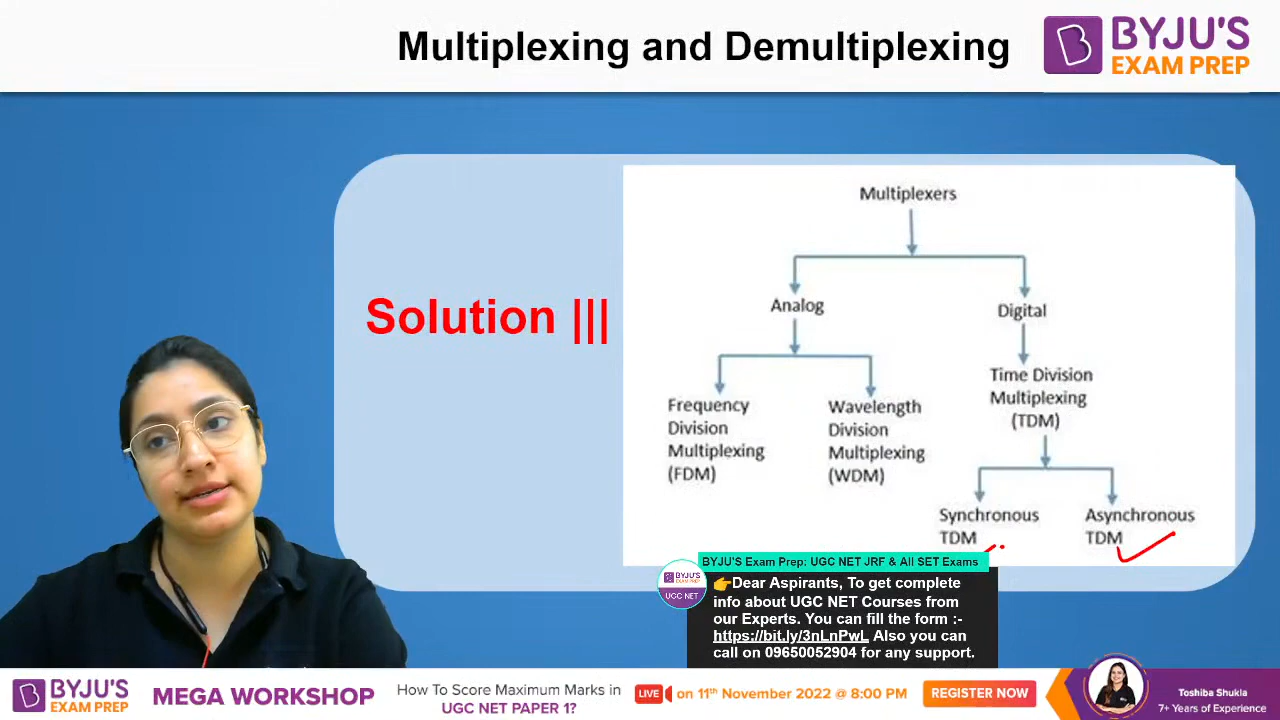 Multiplexing and Demultiplexing
BYJU'S
EXAM PREP
Solution |||
Multiplexers
Analog
Digital
Frequency
Division
Multiplexing
(FDM)
Wavelength
Division
Multiplexing
(WDM)
Time Division
Multiplexing
(TDM)
Synchronous
TDM
Asynchronous
TDM
BYJU'S Exam Prep: UGC NET JRF & All SET Exams
BYJU'S
EXAM PREP
UGC NET
👉Dear Aspirants, To get complete
info about UGC NET Courses from
our Experts. You can fill the form :-
https://bit.ly/3nLnPwL Also you can
call on 09650052904 for any support.
BYJU'S
EXAM PREP
MEGA WORKSHOP
How To Score Maximum Marks in
UGC NET PAPER 1?
LIVE on 11th November 2022 @ 8:00 PM
REGISTER NOW
Toshiba Shukla
7+ Years of Experience